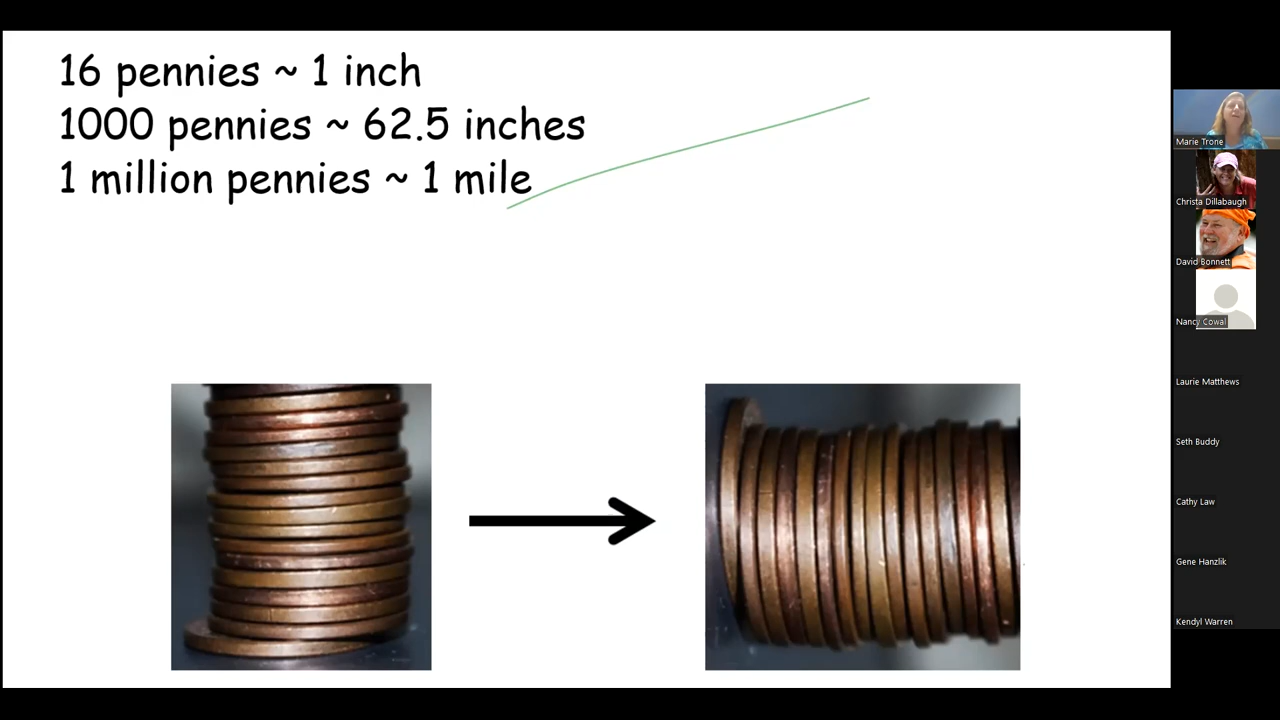 16 pennies ~ 1 inch
1000 pennies ~ 62.5 inches
1 million pennies ~ 1 mile
Marie Trone
Christa Dillabaugh
David Bonnett
Nancy Cowal
Laurie Matthews
Seth Buddy
Cathy Law
Gene Hanzlik
Kendyl Warren